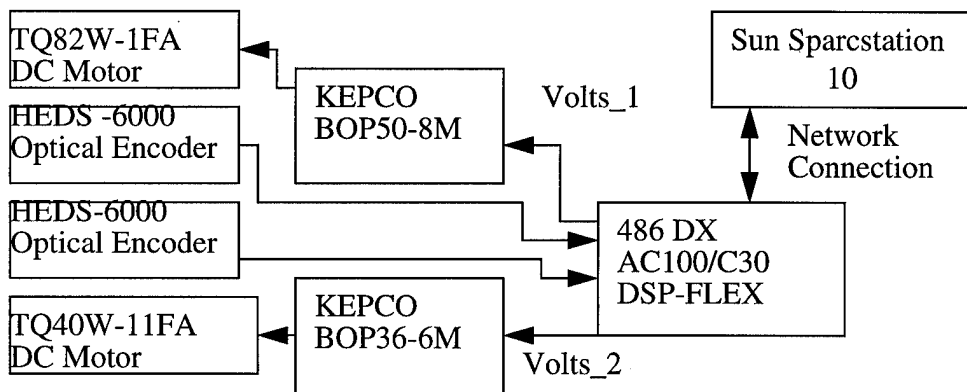 TQ82W-1FA
DC Motor
HEDS -6000
Optical Encoder
HEDS-6000
Optical Encoder
TQ40W-11FA
DC Motor
KEPCO
BOP50-8M
KEPCO
BOP36-6M
Volts_1
Volts_2
Sun Sparcstation
10
Network
Connection
486 DX
AC100/C30
DSP-FLEX